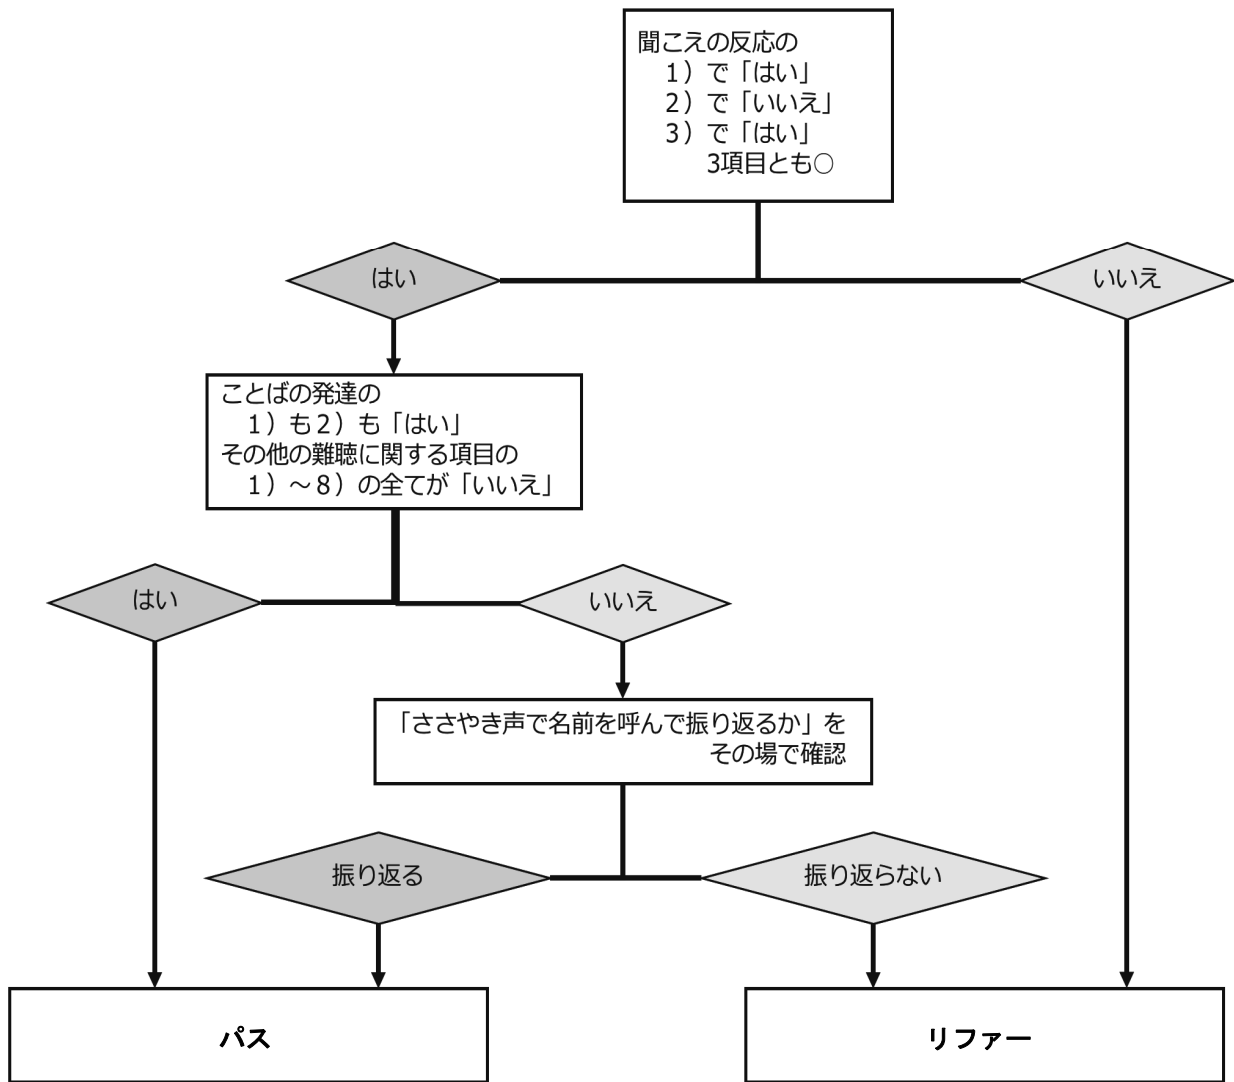 聞こえの反応の
1）で「はい」
2）で「いいえ」
3）で「はい」
3項目とも○
はい
いいえ
ことばの発達の
1）も2）も「はい」
その他の難聴に関する項目の
1）～8）の全てが「いいえ」
はい
いいえ
「ささやき声で名前を呼んで振り返るか」を
その場で確認
振り返る
振り返らない
パス
リファー